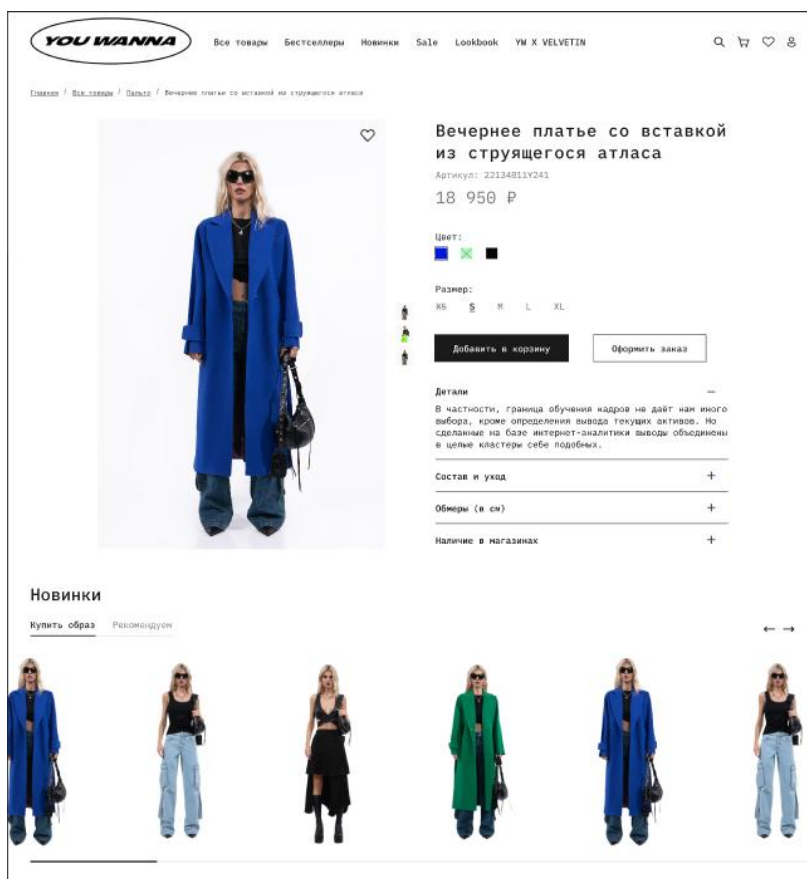 YOU WANNA
Все товары Бестселлеры Новинки Sale Lookbook YW X VELVETIN
Главная / Все товары / Пальто / Вечернее платье со вставкой из струящегося атласа
Вечернее платье со вставкой
из струящегося атласа
Артикул: 22134811Y241
18 950 ₽
Цвет:
Размер:
XS S M L XL
Добавить в корзину Оформить заказ
Детали
В частности, граница обучения кадров не даёт нам иного
выбора, кроме определения вывода текущих активов. Но
сделанные на базе интернет-аналитики выводы объединены
в целые кластеры себе подобных.
Состав и уход
Обмеры (в см)
Наличие в магазинах
Новинки
Купить образ Рекомендуем